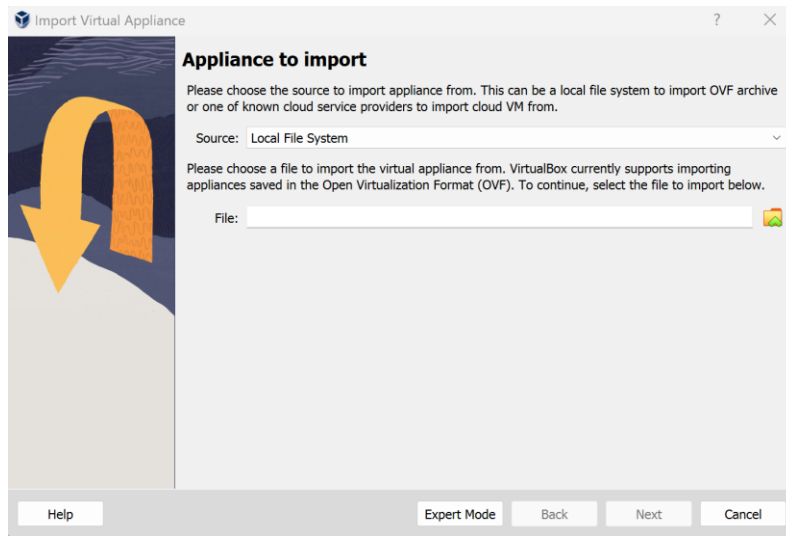 Import Virtual Appliance
?
Appliance to import
Please choose the source to import appliance from. This can be a local file system to import OVF archive
or one of known cloud service providers to import cloud VM from.
Source: Local File System
Please choose a file to import the virtual appliance from. VirtualBox currently supports importing
appliances saved in the Open Virtualization Format (OVF). To continue, select the file to import below.
File:
Help Expert Mode Back Next Cancel